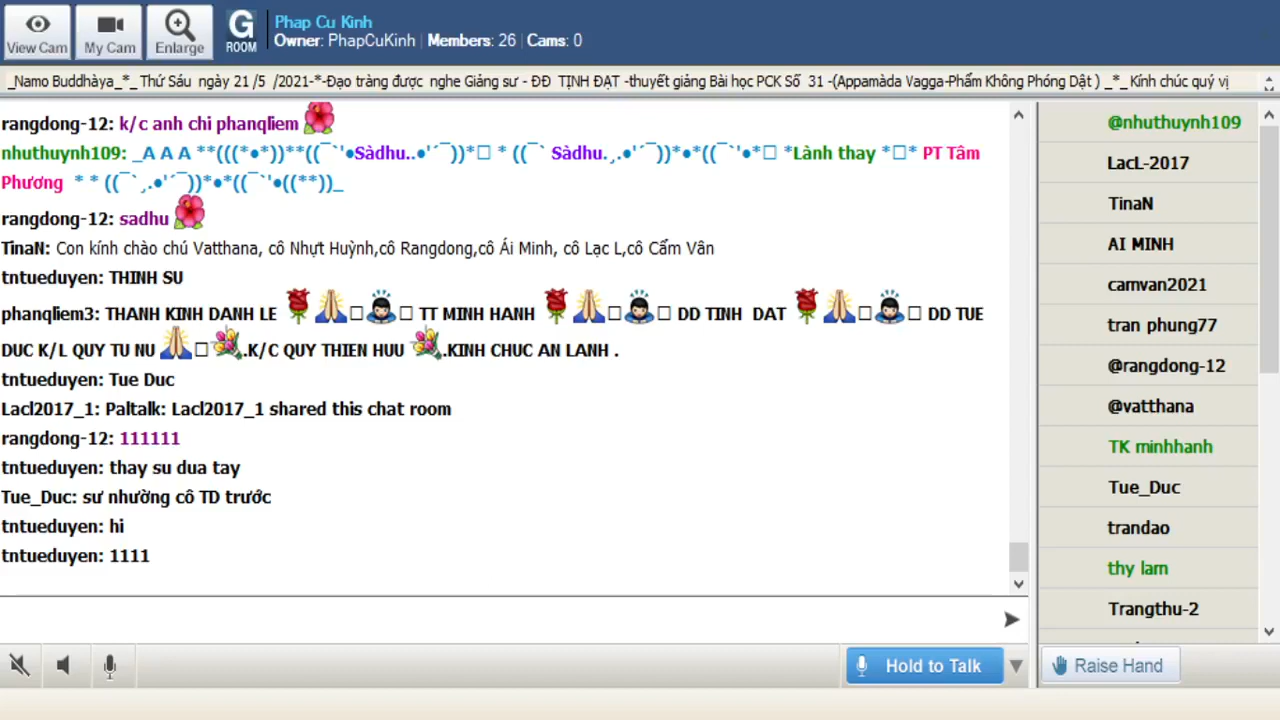 View Cam
My Cam
Enlarge
G
ROOM
Phap Cu Kinh
Owner: PhapCuKinh | Members: 26 | Cams: 0
_Namo Buddhàya_*_ Thứ Sáu ngày 21 /5 /2021-*-Đạo tràng được nghe Giảng sư - ĐĐ TỊNH ĐẠT -thuyết giảng Bài học PCK Số 31 -(Appamàda Vagga-Phẩm Không Phóng Dật ) _*_ Kính chúc quý vị
rangdong-12: k/c anh chi phanqliem
nhuthuynh109: _A A A **(((*•*))**((¯`'•Sàdhu..•'´¯))*□ * ((¯` Sàdhu.¸.•'´¯))*•*((¯`'•*□ *Lành thay *□* PT Tâm
Phương * * ((¯`¸.•'´¯))*•*((¯`'•((**))_
rangdong-12: sadhu
TinaN: Con kính chào chú Vatthana, cô Nhựt Huỳnh,cô Rangdong,cô Ái Minh, cô Lạc L,cô Cẩm Vân
tntueduyen: THINH SU
phanqliem3: THANH KINH DANH LE 🌹🙏□🙇□ TT MINH HANH 🌹🙏□🙇□ DD TINH DAT 🌹🙏□🙇□ DD TUE
DUC K/L QUY TU NU 🙏□💐.K/C QUY THIEN HUU 💐.KINH CHUC AN LANH .
tntueduyen: Tue Duc
Lacl2017_1: Paltalk: Lacl2017_1 shared this chat room
rangdong-12: 111111
tntueduyen: thay su dua tay
Tue_Duc: sư nhường cô TD trước
tntueduyen: hi
tntueduyen: 1111
Hold to Talk
@nhuthuynh109
LacL-2017
TinaN
AI MINH
camvan2021
tran phung77
@rangdong-12
@vatthana
TK minhhanh
Tue_Duc
trandao
thy lam
Trangthu-2
Raise Hand